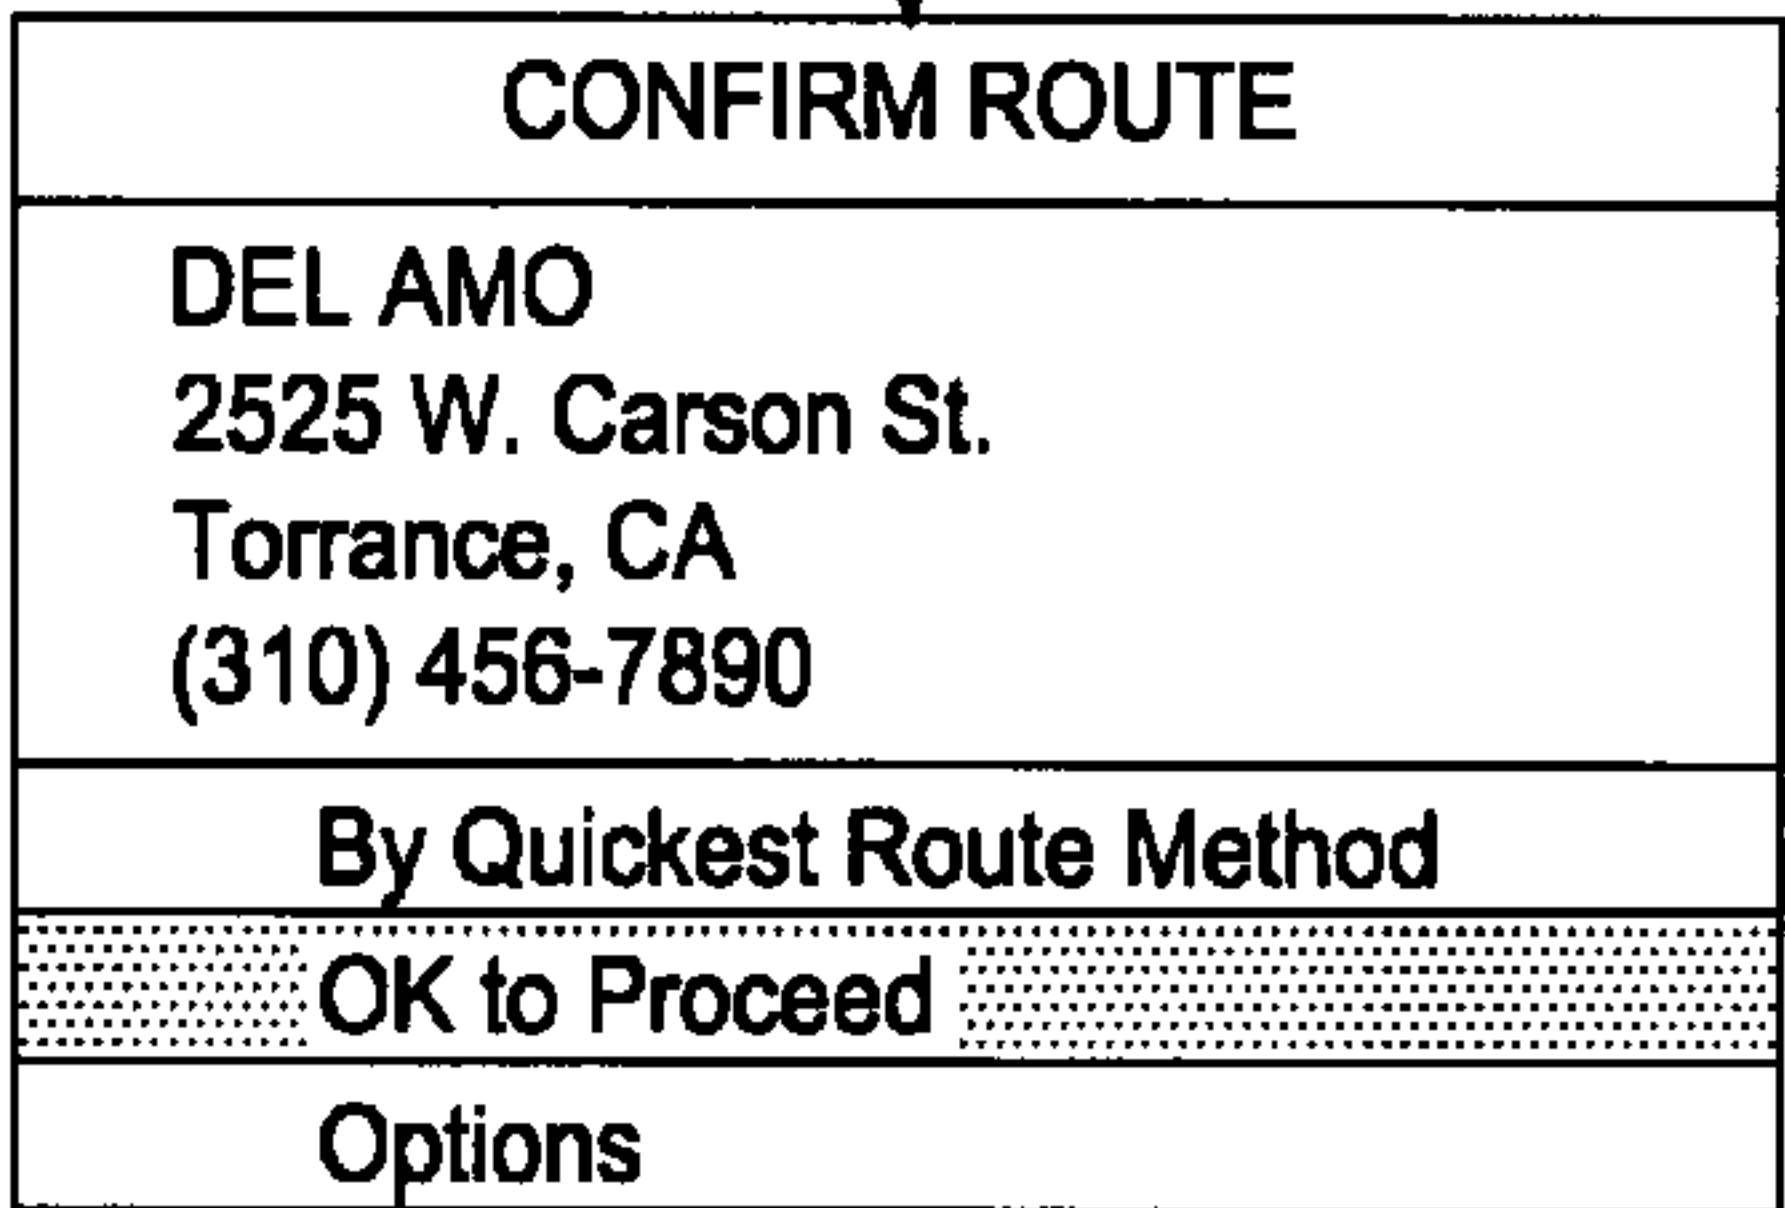 CONFIRM ROUTE
DEL AMO
2525 W. Carson St.
Torrance, CA
(310) 456-7890
By Quickest Route Method
OK to Proceed
Options